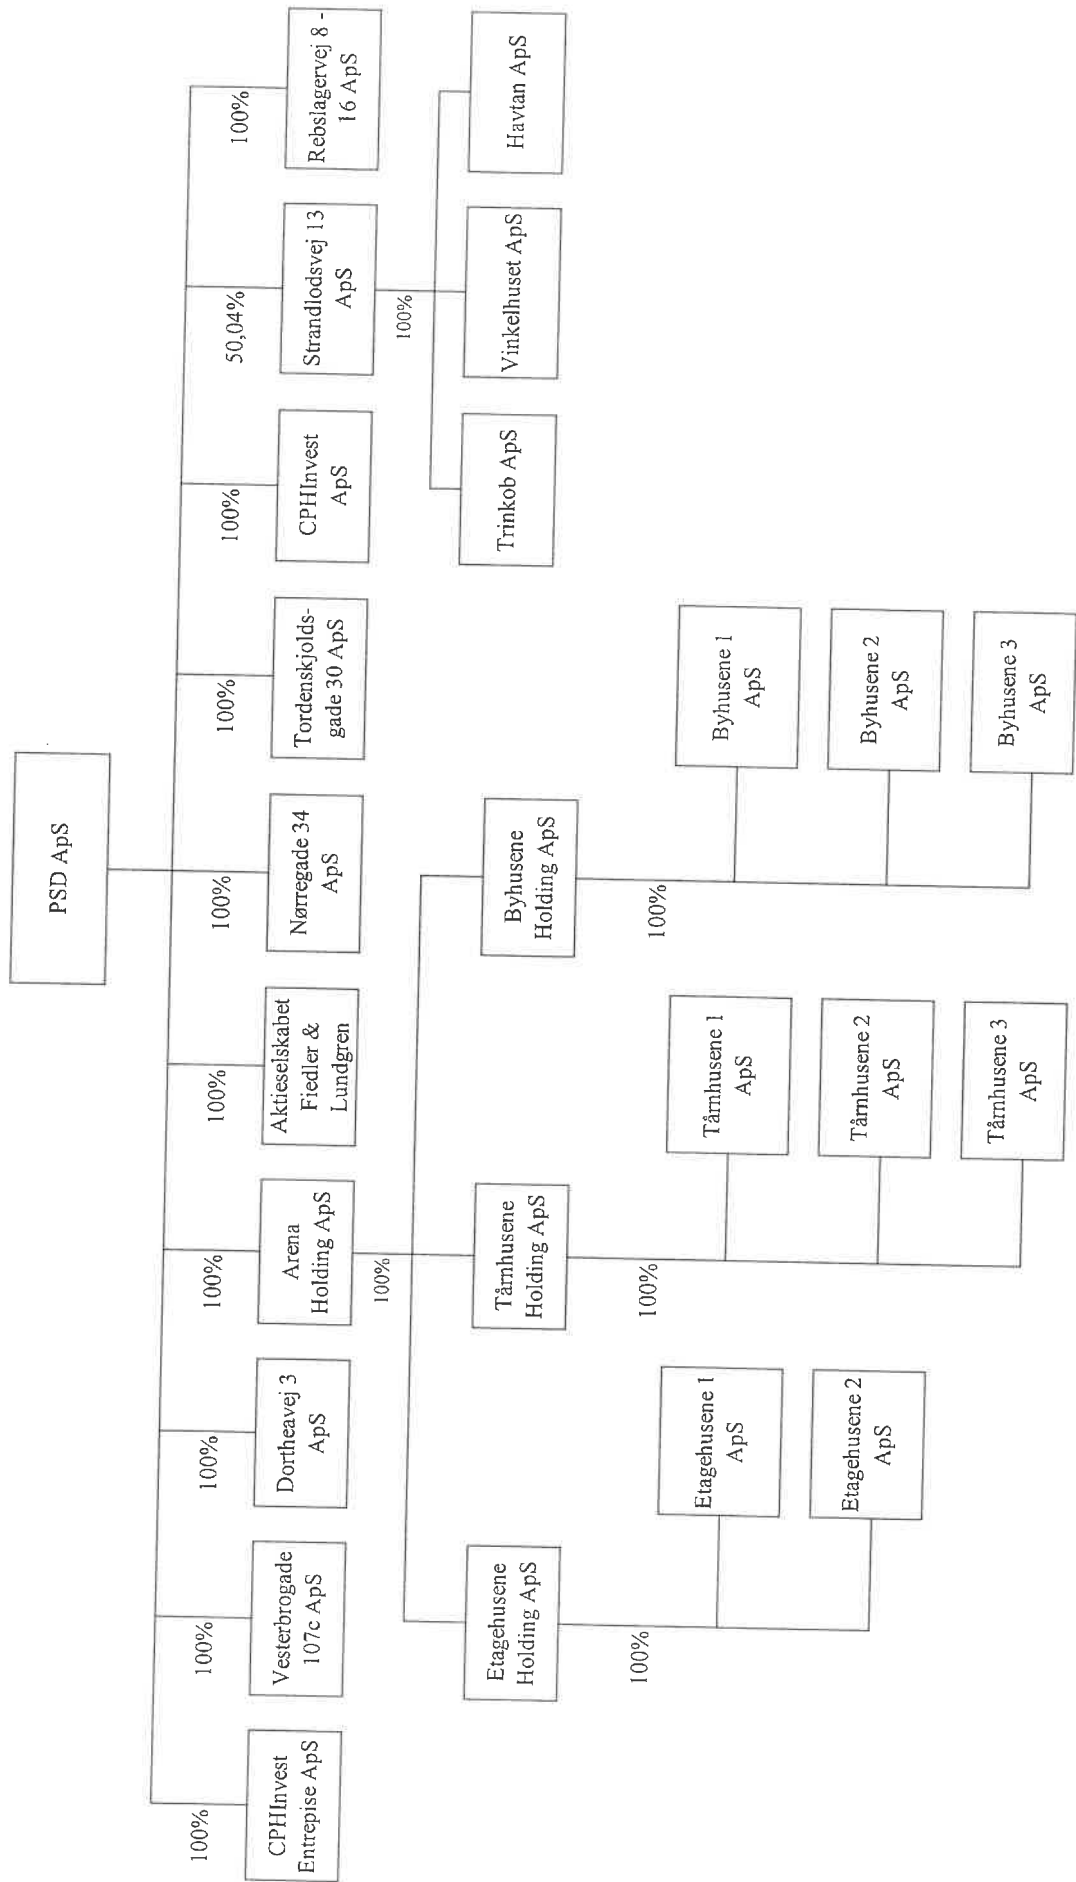 PSD ApS
100%
100%
100%
100%
100%
100%
100%
100%
50,04%
100%
CPHInvest
Entrepise ApS
Vesterbrogade
107c ApS
Dortheavej 3
ApS
Arena
Holding ApS
Aktieselskabet
Fiedler &
Lundgren
Nørregade 34
ApS
Tordenskjolds-
gade 30 ApS
CPHInvest
ApS
Strandlodsvej 13
ApS
Rebslagervej 8 -
16 ApS
100%
100%
Etagehusene
Holding ApS
Tårnhusene
Holding ApS
Byhusene
Holding ApS
Trinkob ApS
Vinkelhuset ApS
Havtan ApS
100%
100%
100%
Etagehusene 1
ApS
Tårnhusene 1
ApS
Byhusene 1
ApS
Etagehusene 2
ApS
Tårnhusene 2
ApS
Byhusene 2
ApS
Tårnhusene 3
ApS
Byhusene 3
ApS